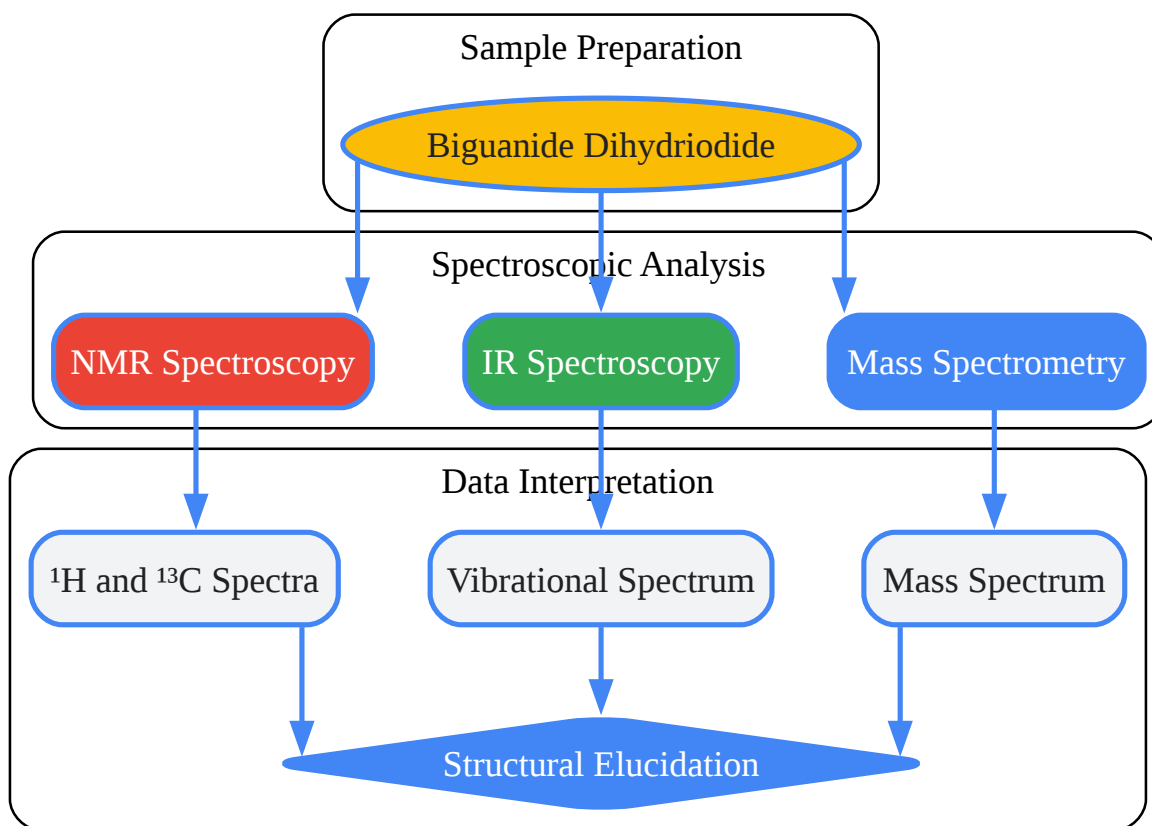 Sample Preparation
Biguanide Dihydriodide
Spectroscopic Analysis
NMR Spectroscopy
IR Spectroscopy
Mass Spectrometry
Data Interpretation
¹H and ¹³C Spectra
Vibrational Spectrum
Mass Spectrum
Structural Elucidation